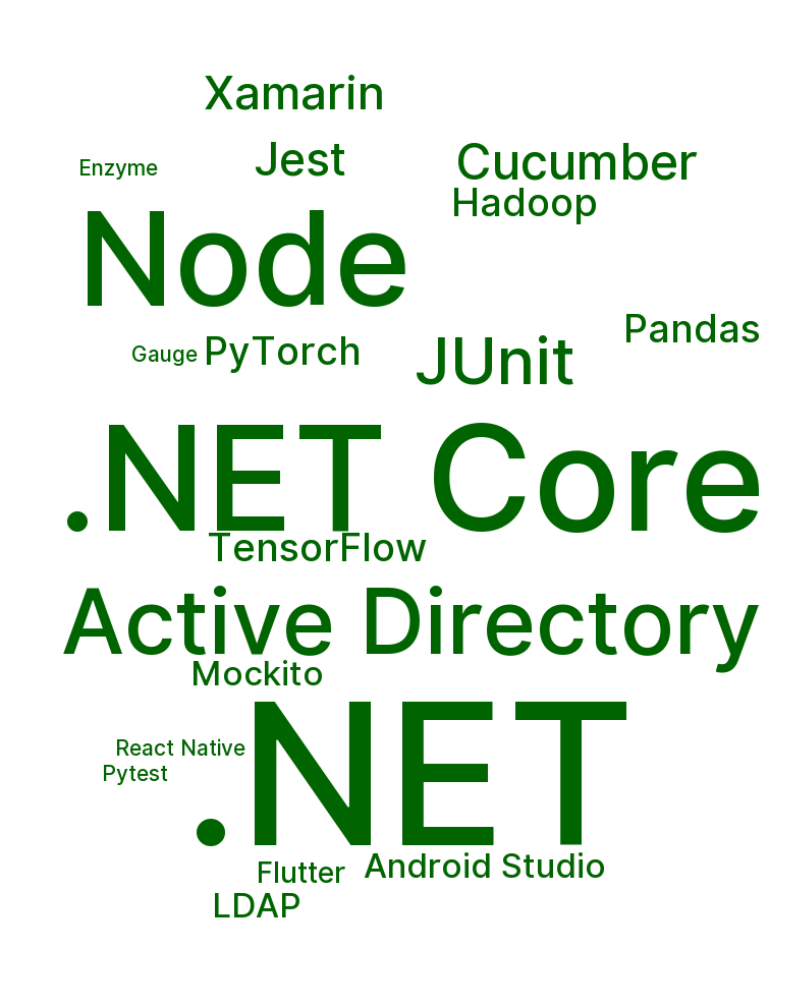 Xamarin
Enzyme Jest Cucumber
Hadoop
Node
Pandas
Gauge PyTorch JUnit
.NET Core
TensorFlow
Active Directory
Mockito
.NET
React Native
Pytest
Flutter Android Studio
LDAP